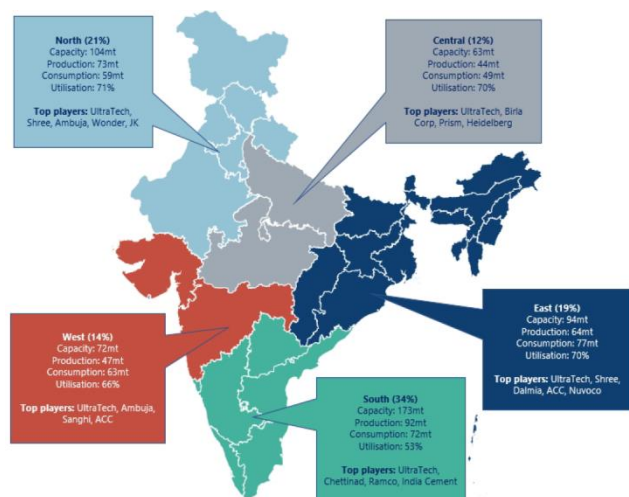 North (21%)
Capacity: 104mt
Production: 73mt
Consumption: 59mt
Utilisation: 71%
Top players: UltraTech,
Shree, Ambuja, Wonder, JK
Central (12%)
Capacity: 63mt
Production: 44mt
Consumption: 49mt
Utilisation: 70%
Top players: UltraTech, Birla
Corp, Prism, Heidelberg
West (14%)
Capacity: 72mt
Production: 47mt
Consumption: 63mt
Utilisation: 66%
Top players: UltraTech, Ambuja,
Sanghi, ACC
East (19%)
Capacity: 94mt
Production: 64mt
Consumption: 77mt
Utilisation: 70%
Top players: UltraTech, Shree,
Dalmia, ACC, Nuvoco
South (34%)
Capacity: 173mt
Production: 92mt
Consumption: 72mt
Utilisation: 53%
Top players: UltraTech,
Chettinad, Ramco, India Cement